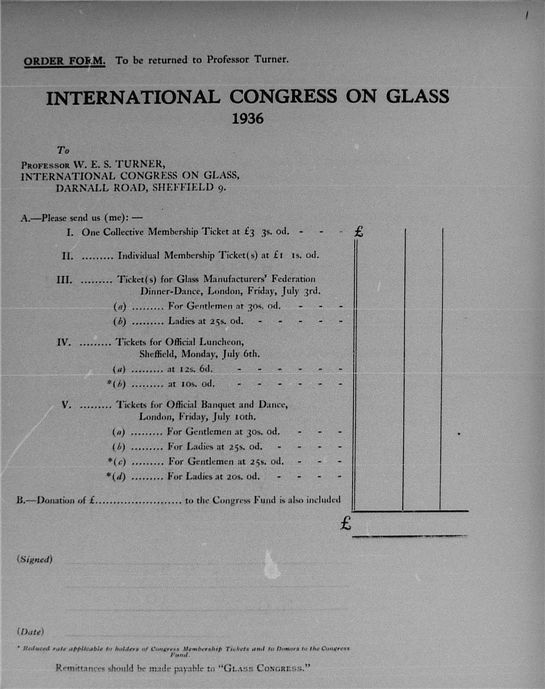 1
ORDER FORM. To be returned to Professor Turner.
INTERNATIONAL CONGRESS ON GLASS
1936
To
PROFESSOR W. E. S. TURNER,
INTERNATIONAL CONGRESS ON GLASS,
DARNALL ROAD, SHEFFIELD 9.
A.—Please send us (me): —
I. One Collective Membership Ticket at £3 3s. od. - - - £
II. ......... Individual Membership Ticket(s) at £1 1s. od.
III. ......... Ticket(s) for Glass Manufacturers' Federation
Dinner-Dance, London, Friday, July 3rd.
(a) ......... For Gentlemen at 30s. od. - - -
(b) ......... Ladies at 25s. od. - - - - -
IV. ......... Tickets for Official Luncheon,
Sheffield, Monday, July 6th.
(a) ......... at 12s. 6d. - - - - - -
*(b) ......... at 10s. od. - - - - - -
V. ......... Tickets for Official Banquet and Dance,
London, Friday, July 10th.
(a) ......... For Gentlemen at 30s. od. - - -
(b) ......... For Ladies at 25s. od. - - - -
*(c) ......... For Gentlemen at 25s. od. - - -
*(d) ......... For Ladies at 20s. od. - - - -
B.—Donation of £........................ to the Congress Fund is also included
£
(Signed)
(Date)
* Reduced rate applicable to holders of Congress Membership Tickets and to Donors to the Congress
Fund.
Remittances should be made payable to "GLASS CONGRESS."